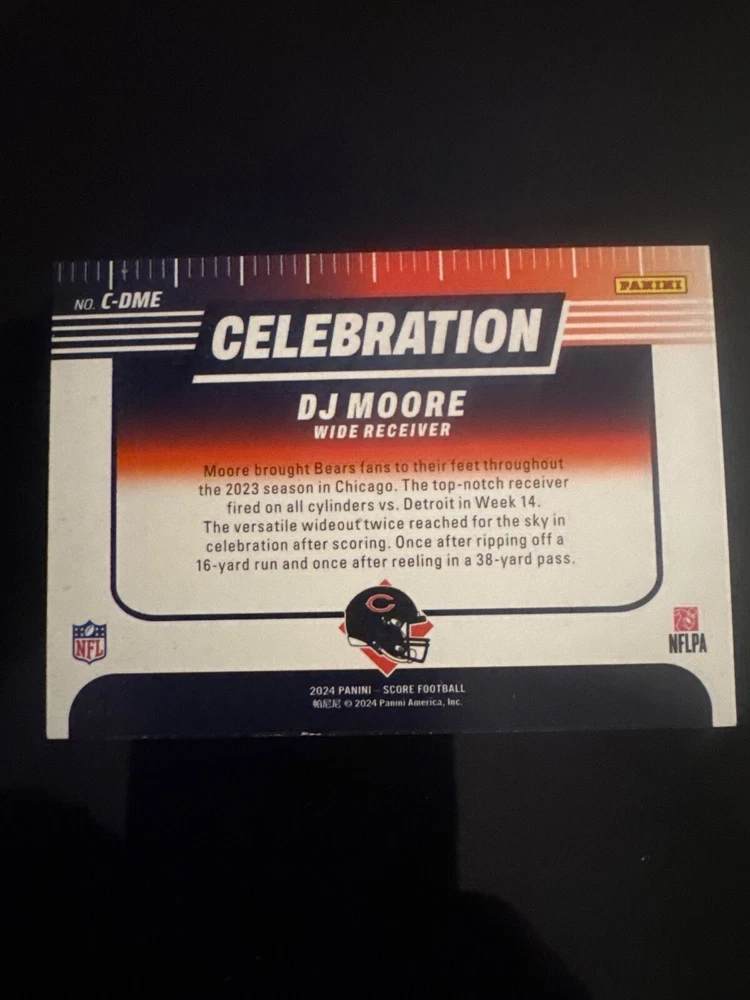 PANINI
NO. C-DME
CELEBRATION
DJ MOORE
WIDE RECEIVER
Moore brought Bears fans to their feet throughout
the 2023 season in Chicago. The top-notch receiver
fired on all cylinders vs. Detroit in Week 14.
The versatile wideout twice reached for the sky in
celebration after scoring. Once after ripping off a
16-yard run and once after reeling in a 38-yard pass.
C
NFL
NFLPA
2024 PANINI – SCORE FOOTBALL
帕尼尼 © 2024 Panini America, Inc.